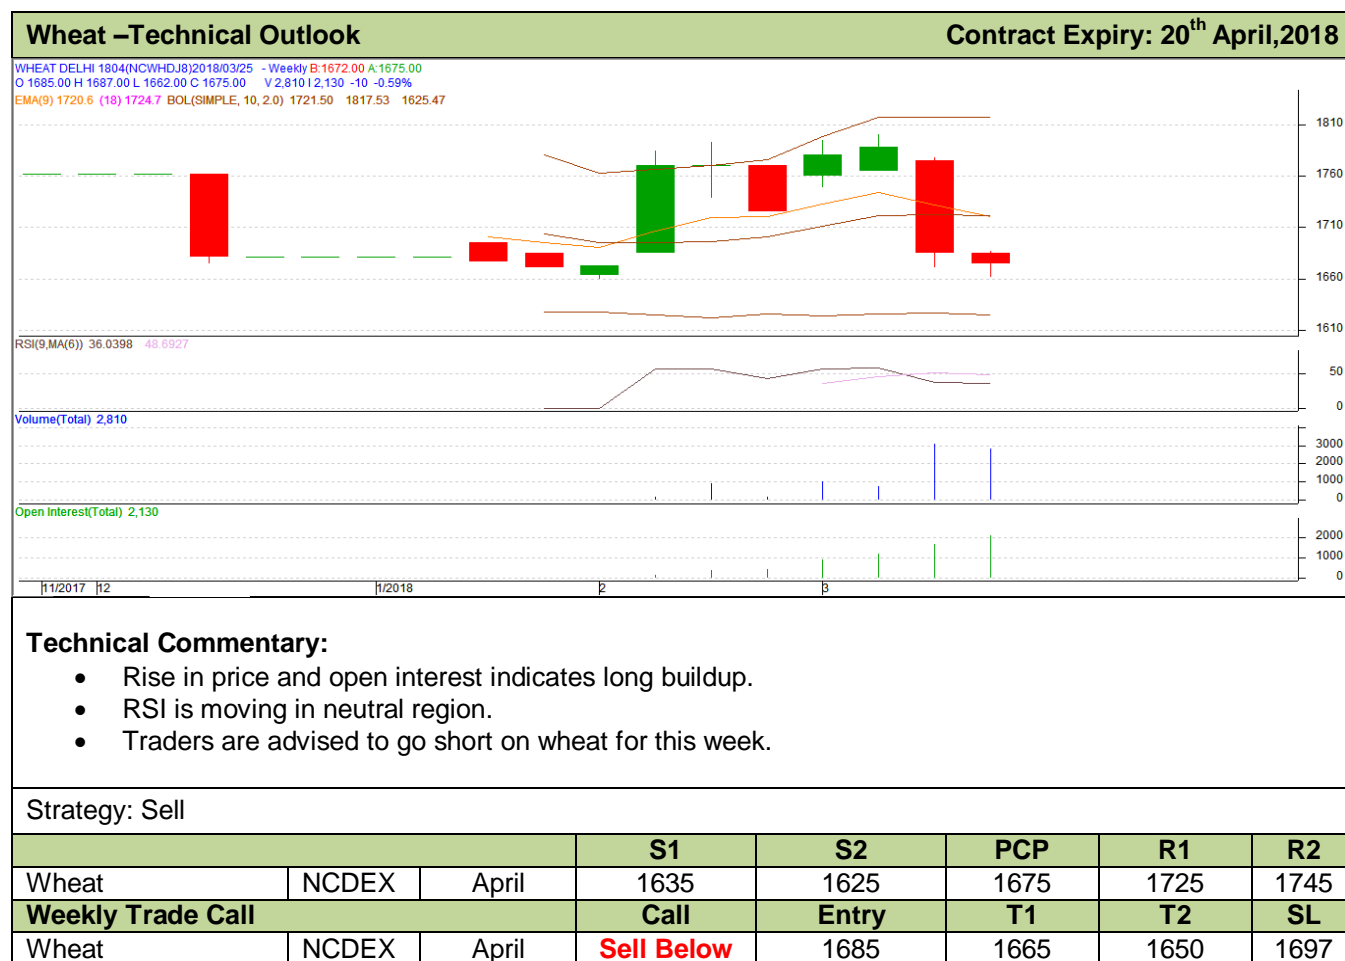 Wheat –Technical Outlook Contract Expiry: 20th April,2018
WHEAT DELHI 1804(NCWHDJ8)2018/03/25 - Weekly B:1672.00 A:1675.00
O 1685.00 H 1687.00 L 1662.00 C 1675.00 V 2,810 I 2,130 -10 -0.59%
EMA(9) 1720.6 (18) 1724.7 BOL(SIMPLE, 10, 2.0) 1721.50 1817.53 1625.47
1810
1760
1710
1660
1610
RSI(9,MA(6)) 36.0398 48.6927
50
0
Volume(Total) 2,810
3000
2000
1000
0
Open Interest(Total) 2,130
2000
1000
0
11/2017 12 1/2018 2 3
Technical Commentary:
• Rise in price and open interest indicates long buildup.
• RSI is moving in neutral region.
• Traders are advised to go short on wheat for this week.
Strategy: Sell
S1 S2 PCP R1 R2
Wheat NCDEX April 1635 1625 1675 1725 1745
Weekly Trade Call Call Entry T1 T2 SL
Wheat NCDEX April Sell Below 1685 1665 1650 1697